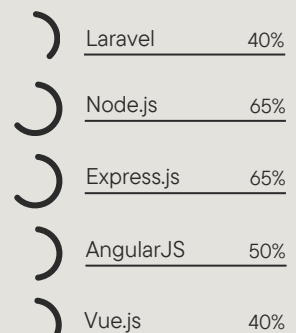 Laravel 40%
Node.js 65%
Express.js 65%
AngularJS 50%
Vue.js 40%